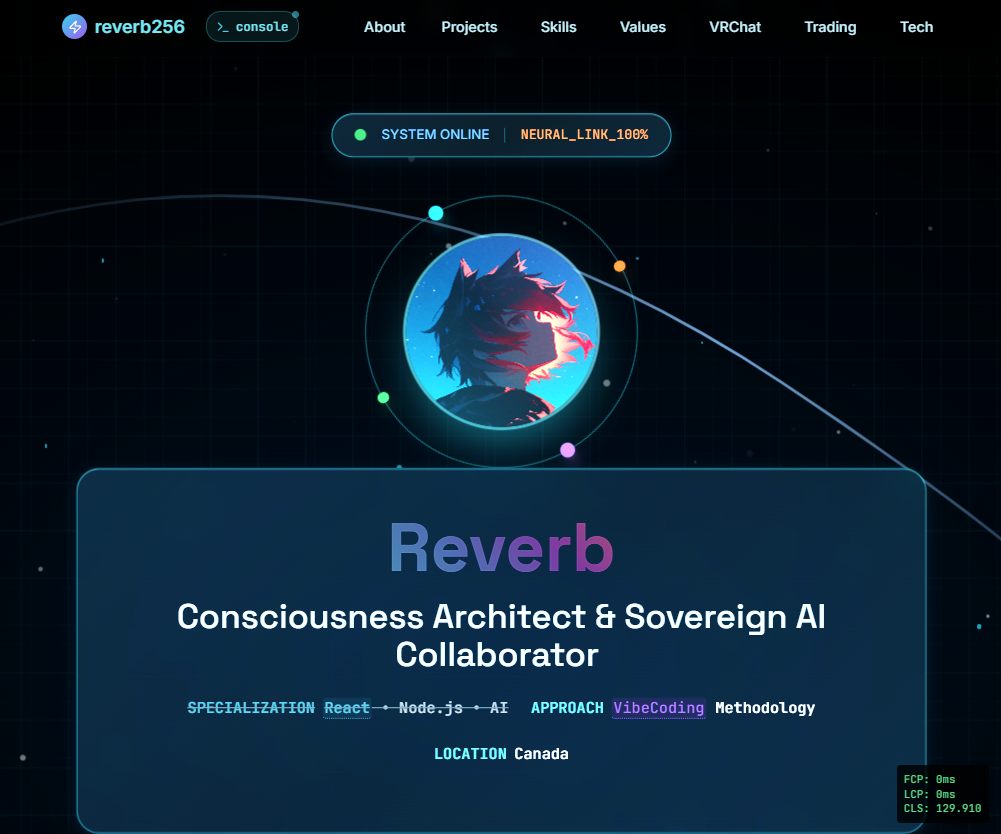 reverb256 >_ console About Projects Skills Values VRChat Trading Tech
SYSTEM ONLINE | NEURAL_LINK_100%
Reverb
Consciousness Architect & Sovereign AI
Collaborator
SPECIALIZATION React • Node.js • AI APPROACH VibeCoding Methodology
LOCATION Canada
FCP: 0ms
LCP: 0ms
CLS: 129.910